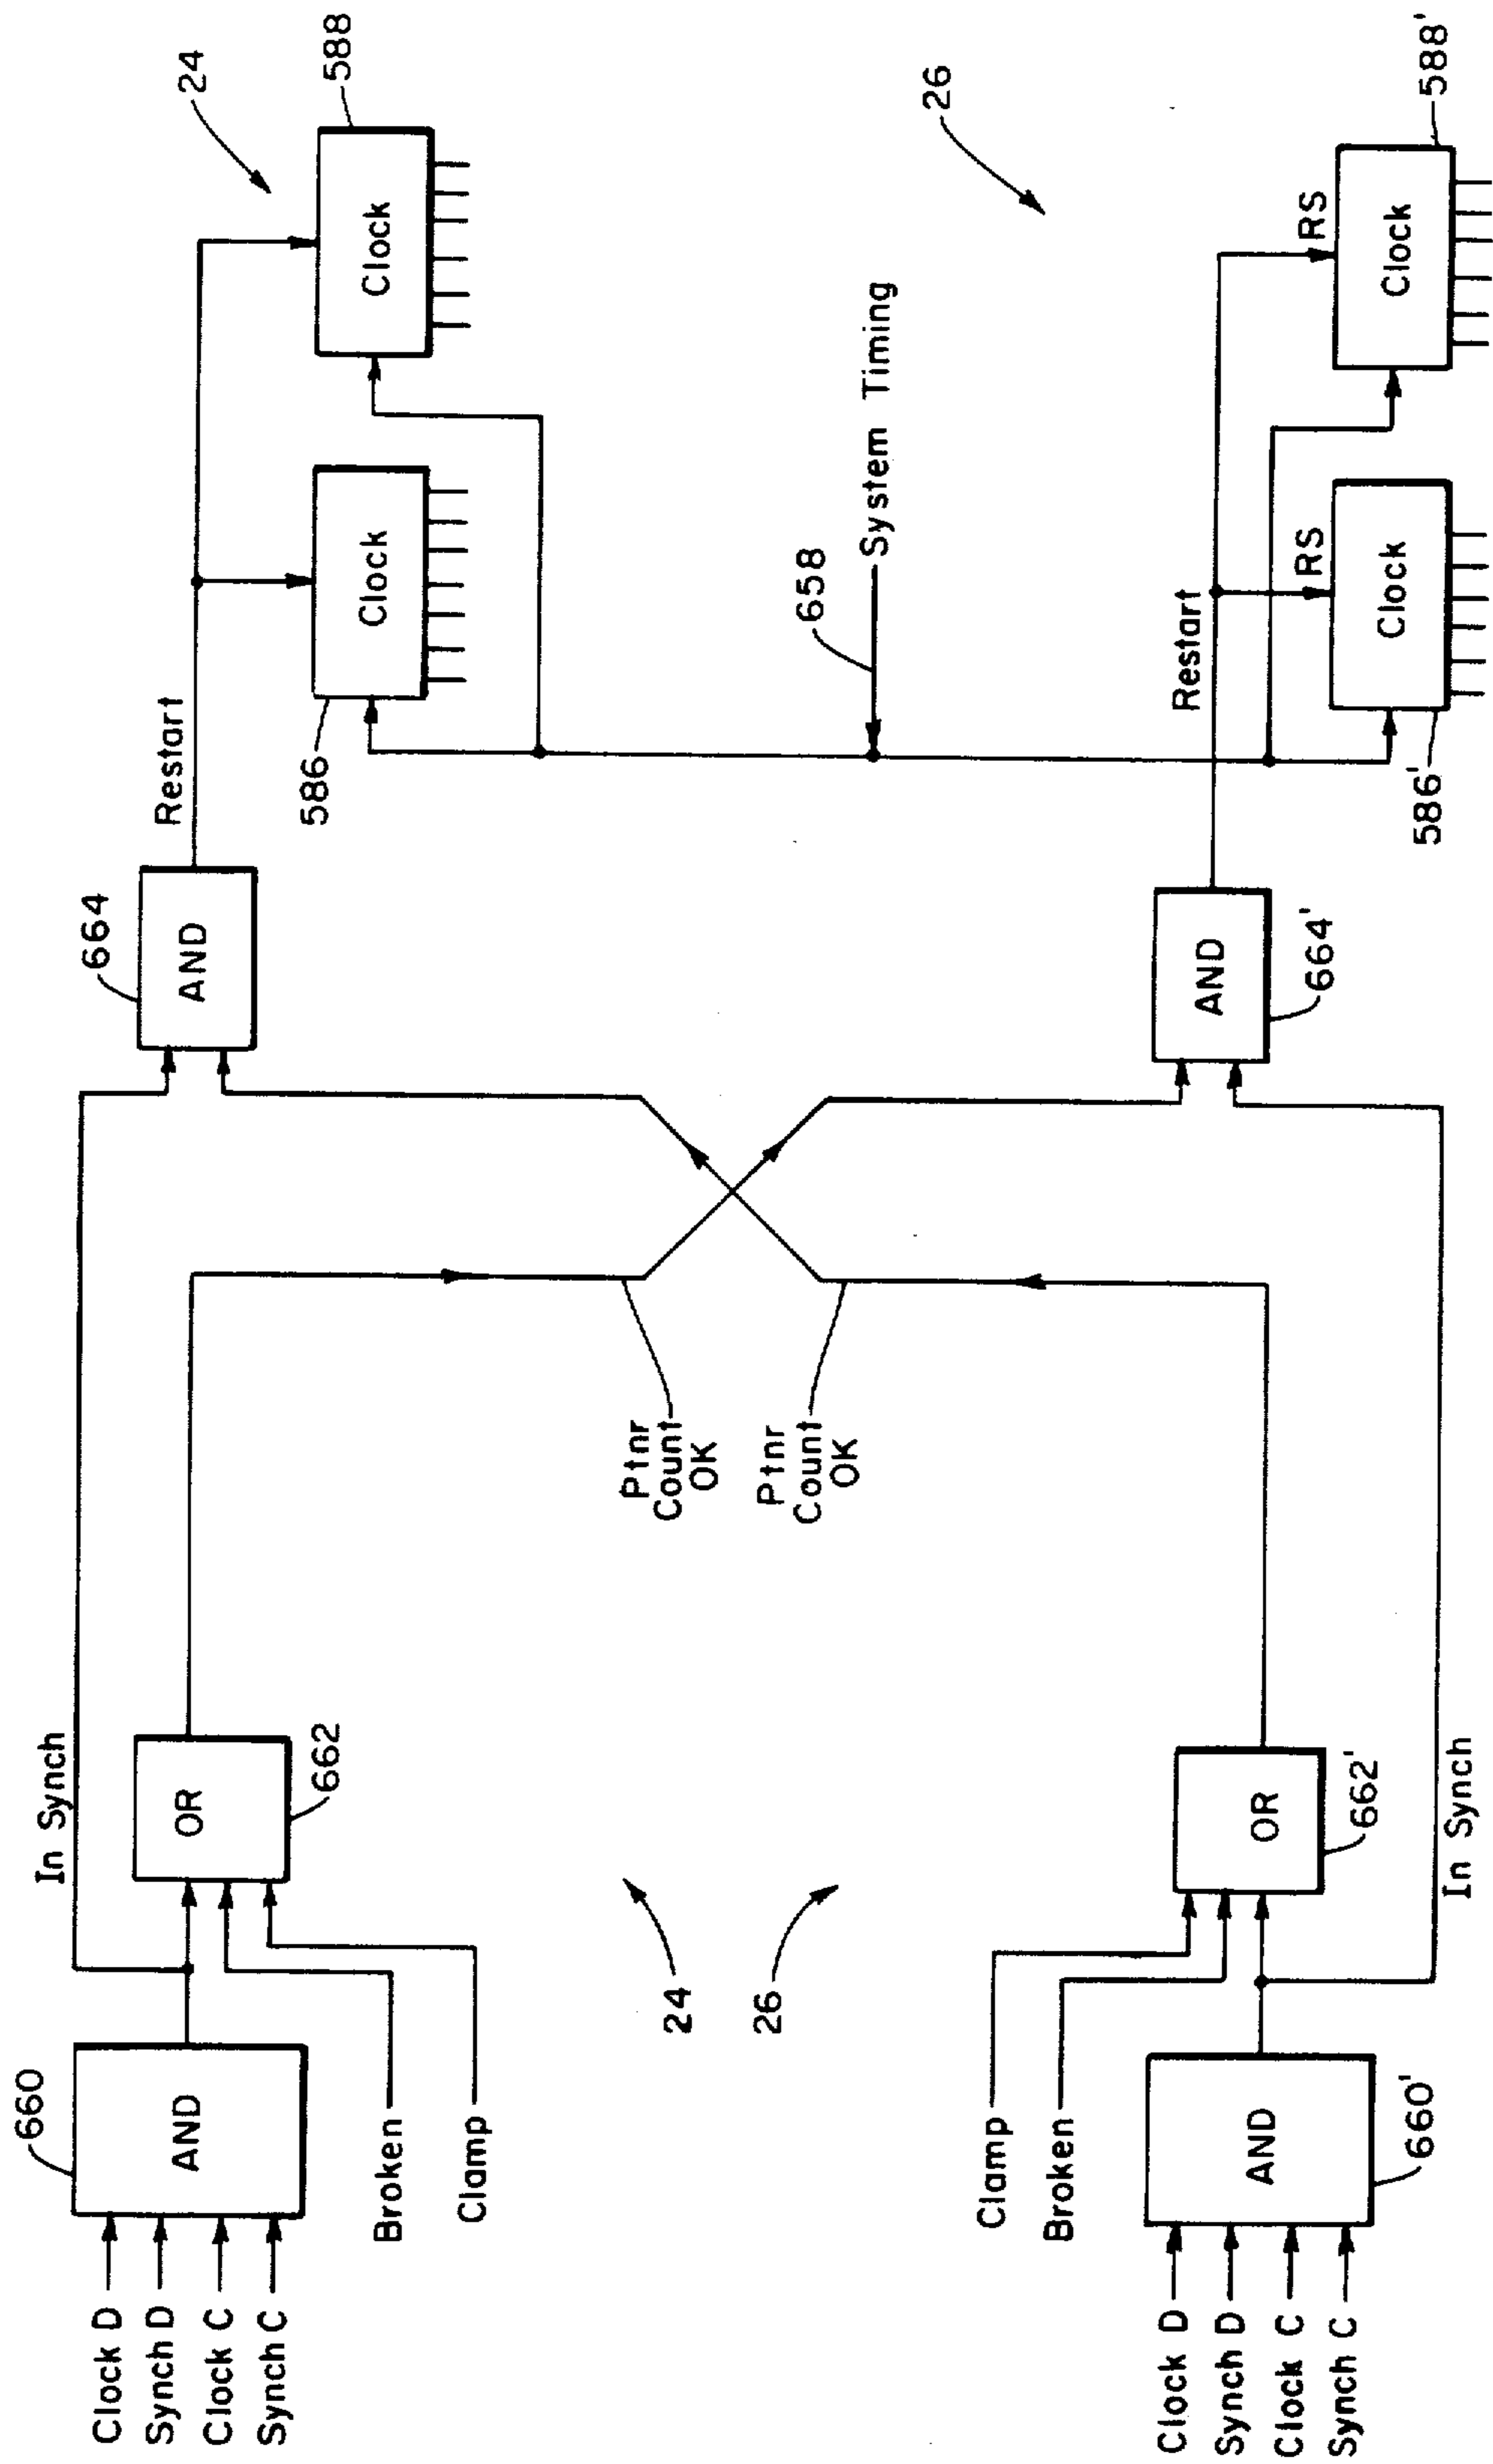 Clock D
Synch D
Clock C
Synch C
660
AND
In Synch
Broken
Clamp
OR
662
24
Ptnr
Count
OK
664
AND
Restart
586
Clock
Clock
588
24
658
System Timing
26
Clock D
Synch D
Clock C
Synch C
660'
AND
Clamp
Broken
In Synch
OR
662'
26
Ptnr
Count
OK
AND
664'
Restart
RS
Clock
586'
RS
Clock
588'